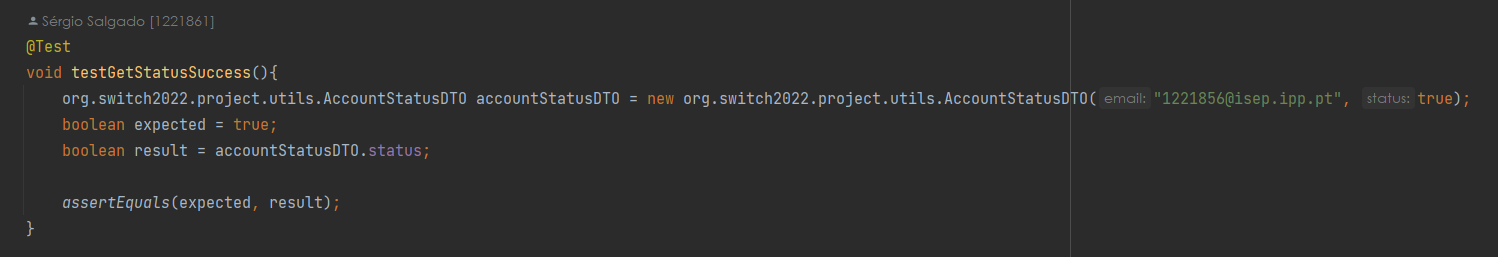 Sérgio Salgado [1221861]
@Test
void testGetStatusSuccess(){
    org.switch2022.project.utils.AccountStatusDTO accountStatusDTO = new org.switch2022.project.utils.AccountStatusDTO( email: "1221856@isep.ipp.pt", status: true);
    boolean expected = true;
    boolean result = accountStatusDTO.status;
    assertEquals(expected, result);
}